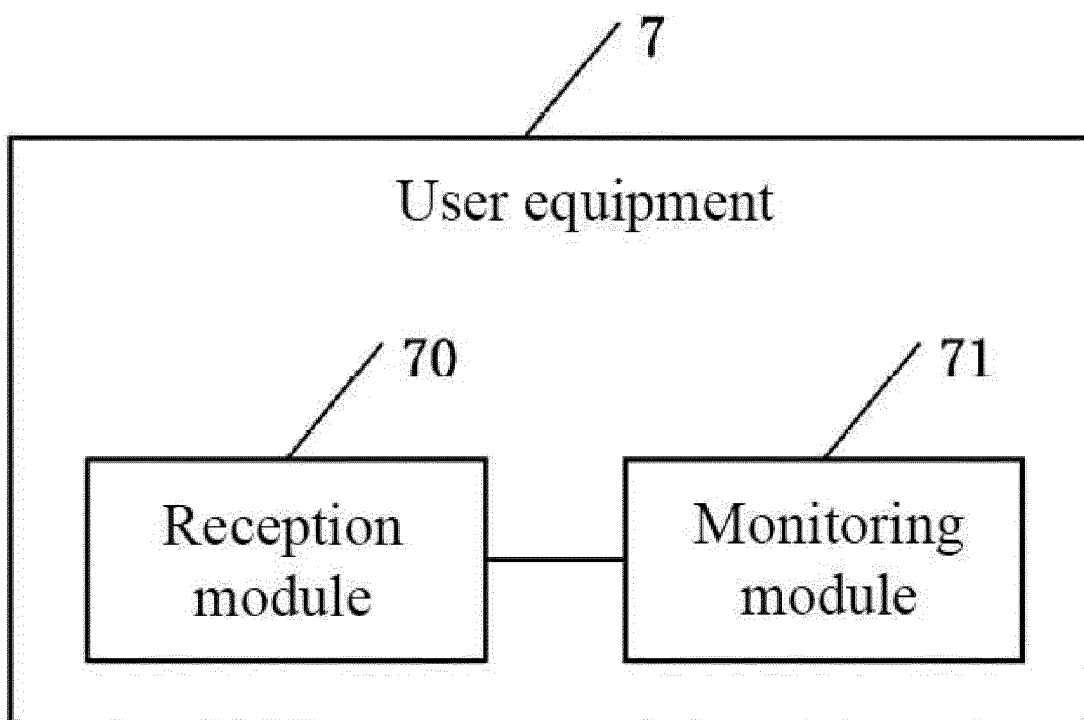 7
User equipment
70
71
Reception
module
Monitoring
module